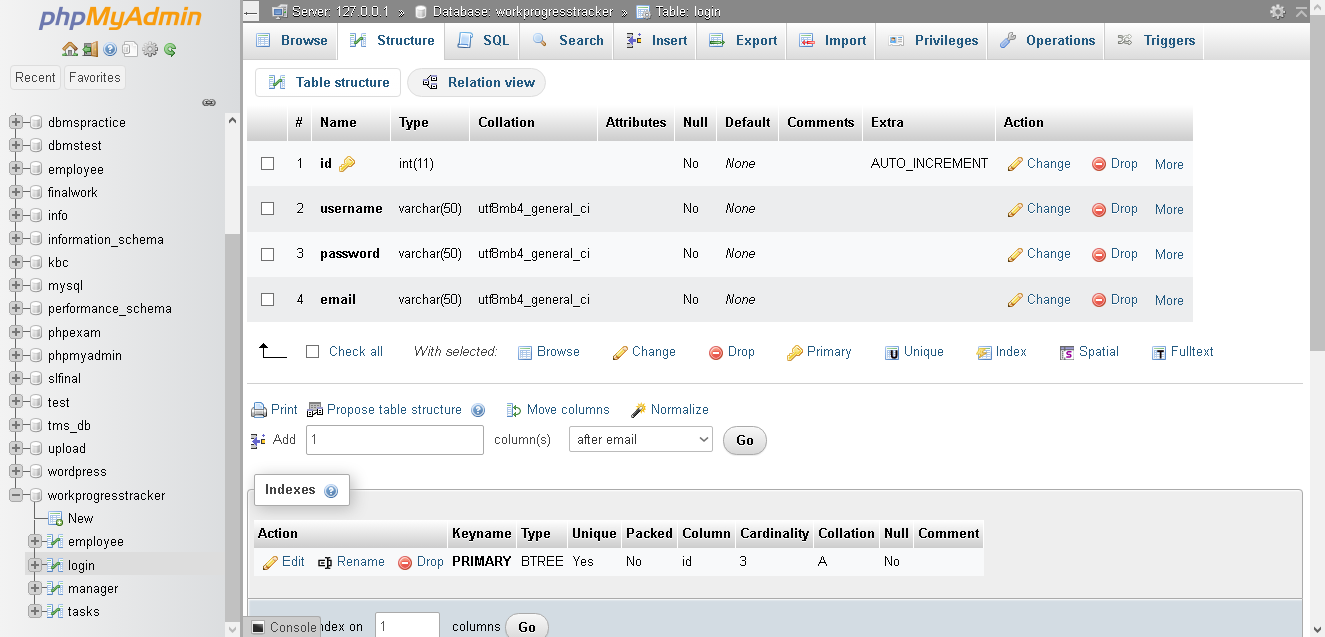 phpMyAdmin
Recent Favorites
dbmspractice
dbmstest
employee
finalwork
info
information_schema
kbc
mysql
performance_schema
phpexam
phpmyadmin
slfinal
test
tms_db
upload
wordpress
workprogresstracker
New
employee
login
manager
tasks
Server: 127.0.0.1 » Database: workprogresstracker » Table: login
Browse Structure SQL Search Insert Export Import Privileges Operations Triggers
Table structure Relation view
# Name Type Collation Attributes Null Default Comments Extra Action
1 id int(11) No None AUTO_INCREMENT Change Drop More
2 username varchar(50) utf8mb4_general_ci No None Change Drop More
3 password varchar(50) utf8mb4_general_ci No None Change Drop More
4 email varchar(50) utf8mb4_general_ci No None Change Drop More
Check all With selected: Browse Change Drop Primary Unique Index Spatial Fulltext
Print Propose table structure Move columns Normalize
Add 1 column(s) after email Go
Indexes
Action Keyname Type Unique Packed Column Cardinality Collation Null Comment
Edit Rename Drop PRIMARY BTREE Yes No id 3 A No
Console ndex on 1 columns Go